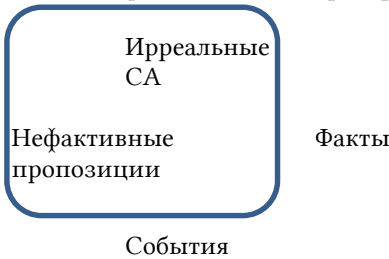 Ирреальные
СА
Нефактивные
пропозиции
Факты
События